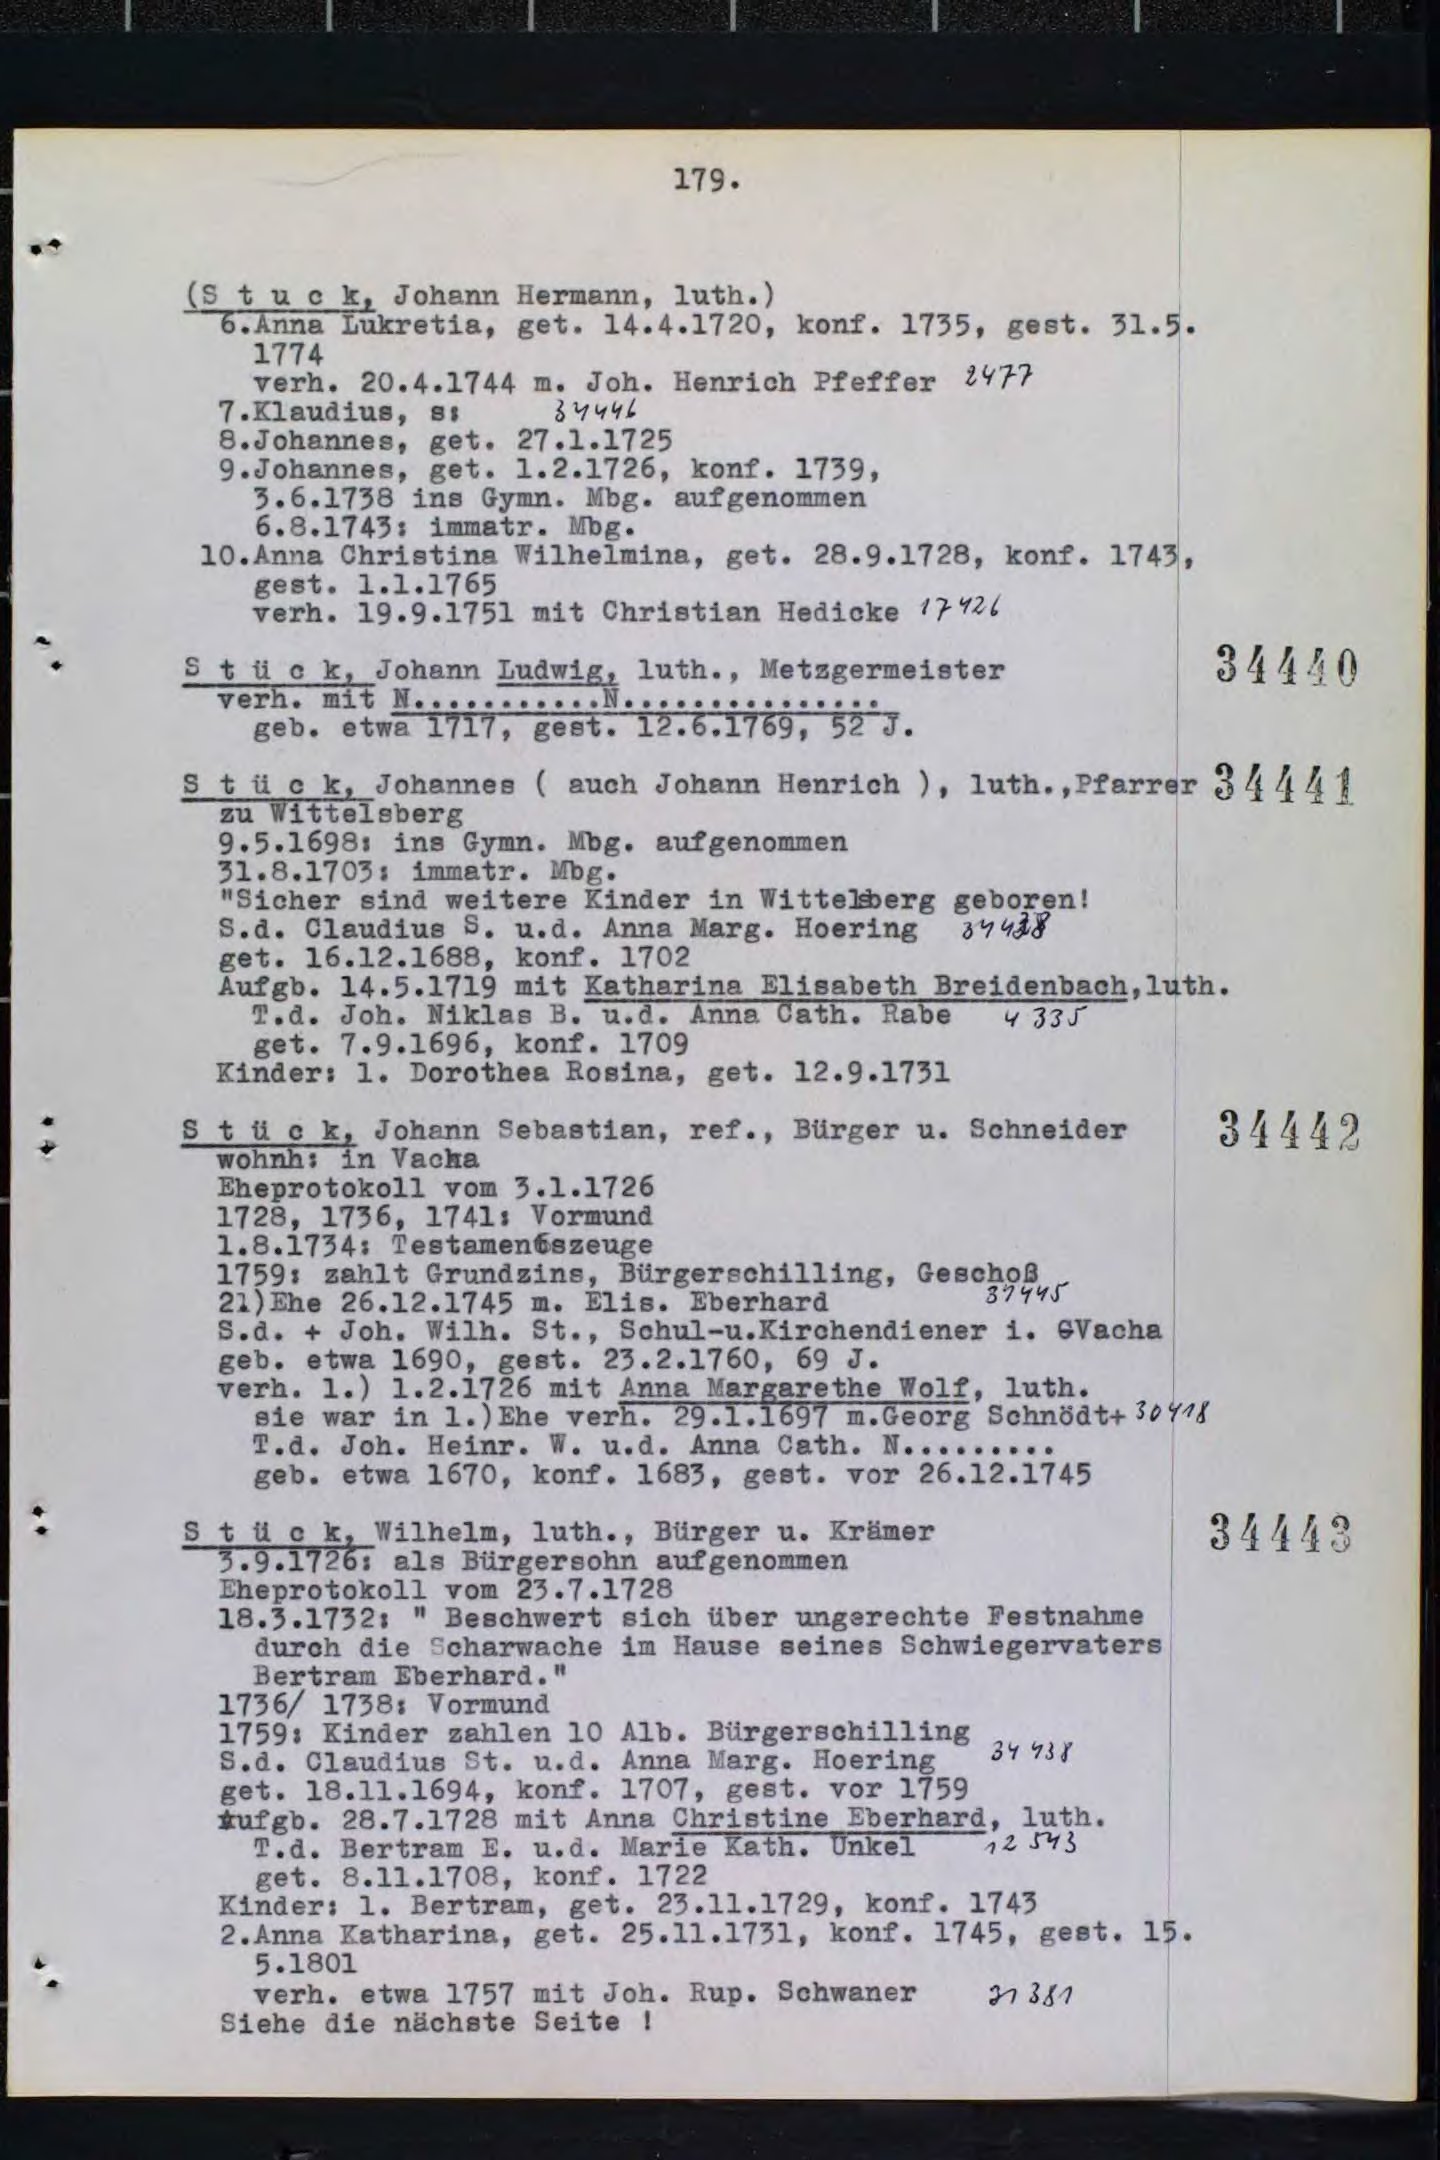 179.
(S t u c k, Johann Hermann, luth.)
6.Anna Lukretia, get. 14.4.1720, konf. 1735, gest. 31.5.
1774
verh. 20.4.1744 m. Joh. Henrich Pfeffer 2477
7.Klaudius, s: 34446
8.Johannes, get. 27.1.1725
9.Johannes, get. 1.2.1726, konf. 1739,
3.6.1738 ins Gymn. Mbg. aufgenommen
6.8.1743: immatr. Mbg.
10.Anna Christina Wilhelmina, get. 28.9.1728, konf. 1743,
gest. 1.1.1765
verh. 19.9.1751 mit Christian Hedicke 17426
S t ü c k, Johann Ludwig, luth., Metzgermeister 34440
verh. mit N...........N...............
geb. etwa 1717, gest. 12.6.1769, 52 J.
S t ü c k, Johannes ( auch Johann Henrich ), luth.,Pfarrer 34441
zu Wittelsberg
9.5.1698: ins Gymn. Mbg. aufgenommen
31.8.1703: immatr. Mbg.
"Sicher sind weitere Kinder in Wittelsberg geboren!
S.d. Claudius S. u.d. Anna Marg. Hoering 34438
get. 16.12.1688, konf. 1702
Aufgb. 14.5.1719 mit Katharina Elisabeth Breidenbach,luth.
T.d. Joh. Niklas B. u.d. Anna Cath. Rabe 4335
get. 7.9.1696, konf. 1709
Kinder: 1. Dorothea Rosina, get. 12.9.1731
S t ü c k, Johann Sebastian, ref., Bürger u. Schneider 34442
wohnh: in Vacha
Eheprotokoll vom 3.1.1726
1728, 1736, 1741: Vormund
1.8.1734: Testamentszeuge
1759: zahlt Grundzins, Bürgerschilling, Geschoß
2)Ehe 26.12.1745 m. Elis. Eberhard 34445
S.d. + Joh. Wilh. St., Schul-u.Kirchendiener i. Vacha
geb. etwa 1690, gest. 23.2.1760, 69 J.
verh. 1.) 1.2.1726 mit Anna Margarethe Wolf, luth.
sie war in 1.)Ehe verh. 29.1.1697 m.Georg Schnödt+ 30418
T.d. Joh. Heinr. W. u.d. Anna Cath. N.........
geb. etwa 1670, konf. 1683, gest. vor 26.12.1745
S t ü c k, Wilhelm, luth., Bürger u. Krämer 34443
3.9.1726: als Bürgersohn aufgenommen
Eheprotokoll vom 23.7.1728
18.3.1732: " Beschwert sich über ungerechte Festnahme
durch die Scharwache im Hause seines Schwiegervaters
Bertram Eberhard."
1736/ 1738: Vormund
1759: Kinder zahlen 10 Alb. Bürgerschilling
S.d. Claudius St. u.d. Anna Marg. Hoering 34438
get. 18.11.1694, konf. 1707, gest. vor 1759
Aufgb. 28.7.1728 mit Anna Christine Eberhard, luth.
T.d. Bertram E. u.d. Marie Kath. Unkel 12543
get. 8.11.1708, konf. 1722
Kinder: 1. Bertram, get. 23.11.1729, konf. 1743
2.Anna Katharina, get. 25.11.1731, konf. 1745, gest. 15.
5.1801
verh. etwa 1757 mit Joh. Rup. Schwaner 31381
Siehe die nächste Seite !